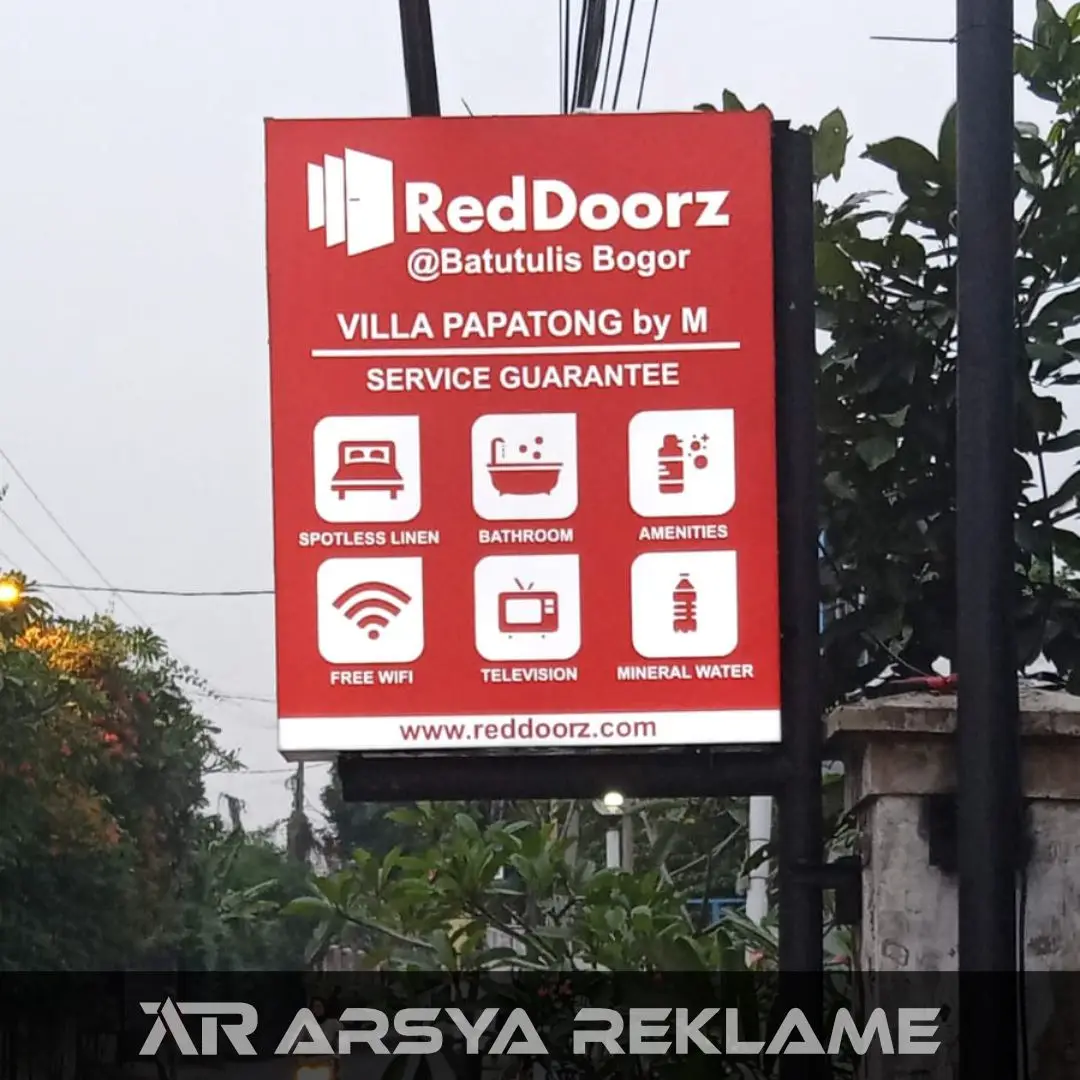 RedDoorz
@Batutulis Bogor
VILLA PAPATONG by M
SERVICE GUARANTEE
SPOTLESS LINEN BATHROOM AMENITIES
FREE WIFI TELEVISION MINERAL WATER
www.reddoorz.com
AR ARSYA REKLAME